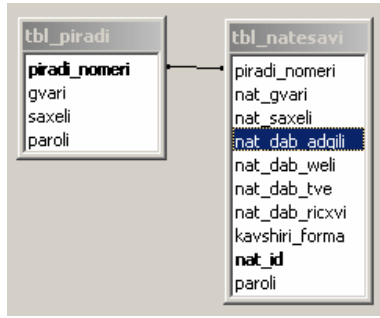 tbl_piradi
piradi_nomeri
gvari
saxeli
paroli
tbl_natesavi
piradi_nomeri
nat_gvari
nat_saxeli
nat_dab_adgili
nat_dab_weli
nat_dab_tve
nat_dab_ricxvi
kavshiri_forma
nat_id
paroli